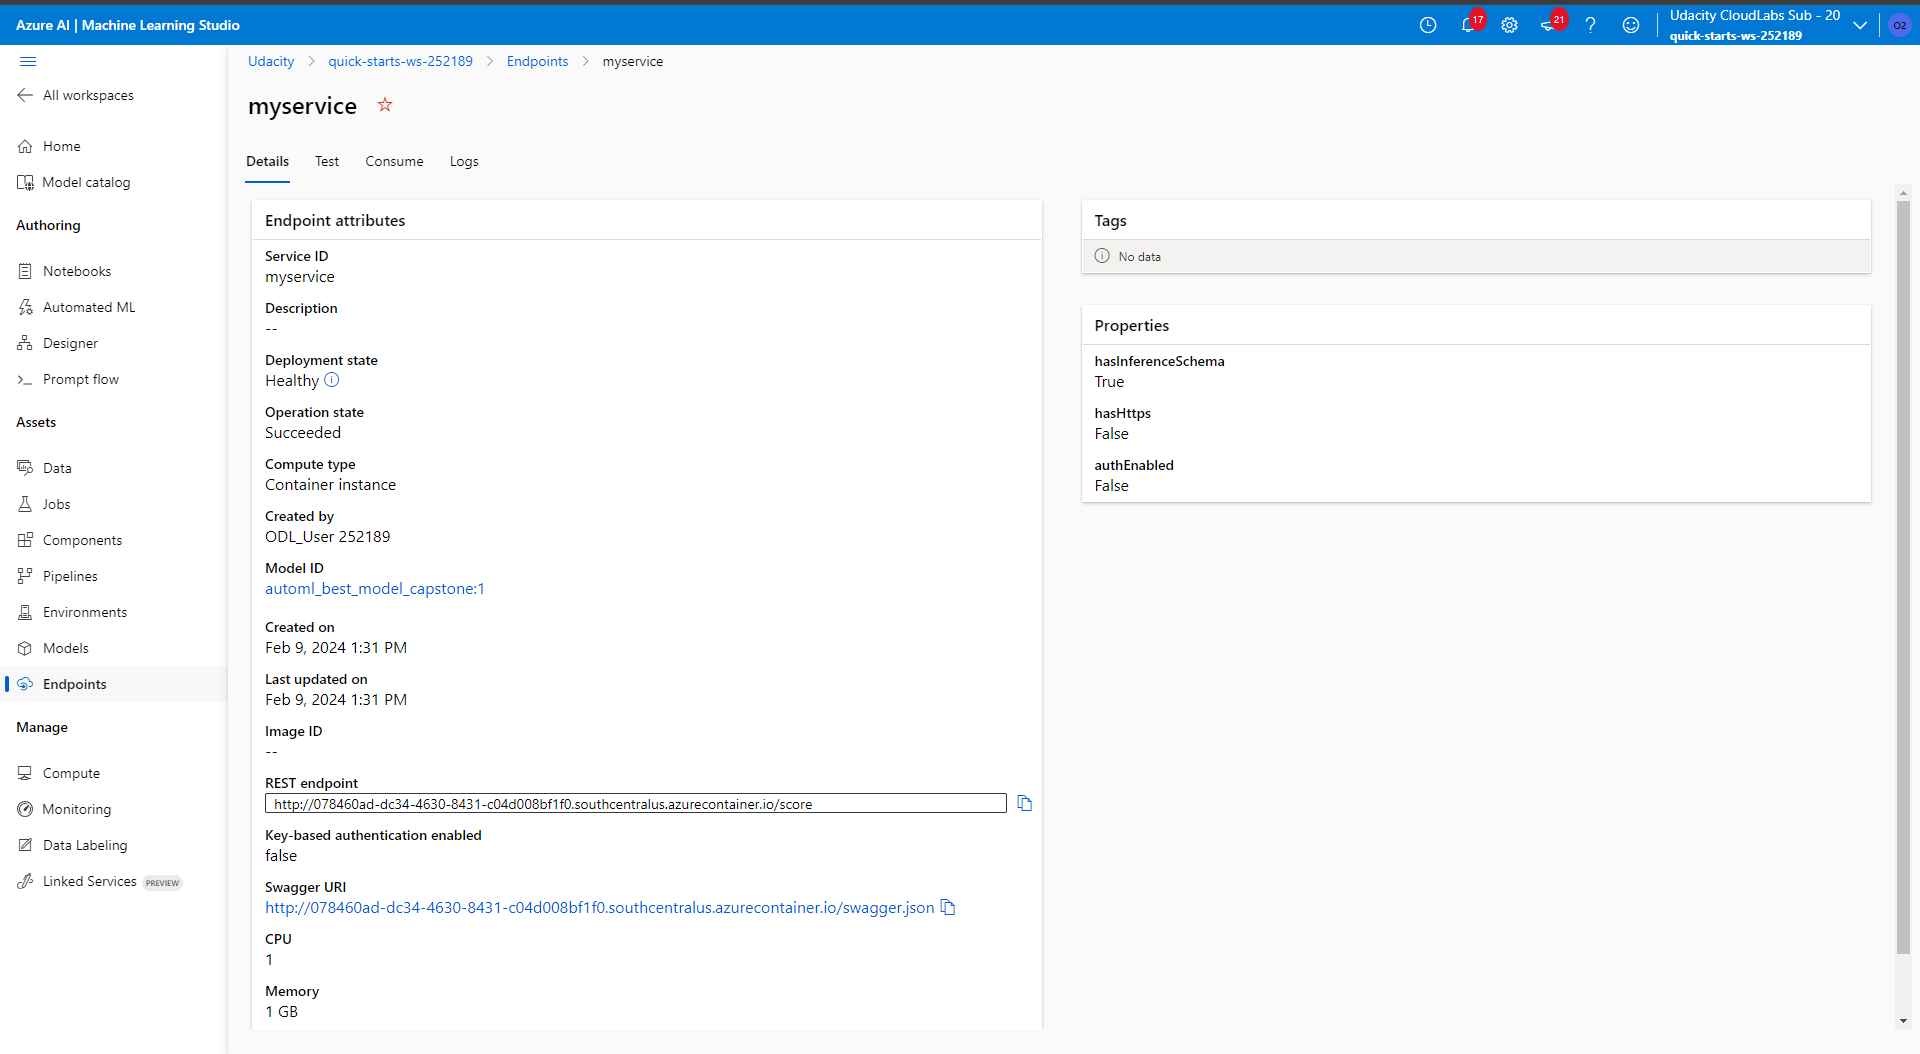 Azure AI | Machine Learning Studio
17
21
Udacity CloudLabs Sub - 20
quick-starts-ws-252189
O2
All workspaces
Home
Model catalog
Authoring
Notebooks
Automated ML
Designer
Prompt flow
Assets
Data
Jobs
Components
Pipelines
Environments
Models
Endpoints
Manage
Compute
Monitoring
Data Labeling
Linked Services PREVIEW
Udacity > quick-starts-ws-252189 > Endpoints > myservice
myservice
Details Test Consume Logs
Endpoint attributes
Service ID
myservice
Description
--
Deployment state
Healthy
Operation state
Succeeded
Compute type
Container instance
Created by
ODL_User 252189
Model ID
automl_best_model_capstone:1
Created on
Feb 9, 2024 1:31 PM
Last updated on
Feb 9, 2024 1:31 PM
Image ID
--
REST endpoint
http://078460ad-dc34-4630-8431-c04d008bf1f0.southcentralus.azurecontainer.io/score
Key-based authentication enabled
false
Swagger URI
http://078460ad-dc34-4630-8431-c04d008bf1f0.southcentralus.azurecontainer.io/swagger.json
CPU
1
Memory
1 GB
Tags
No data
Properties
hasInferenceSchema
True
hasHttps
False
authEnabled
False